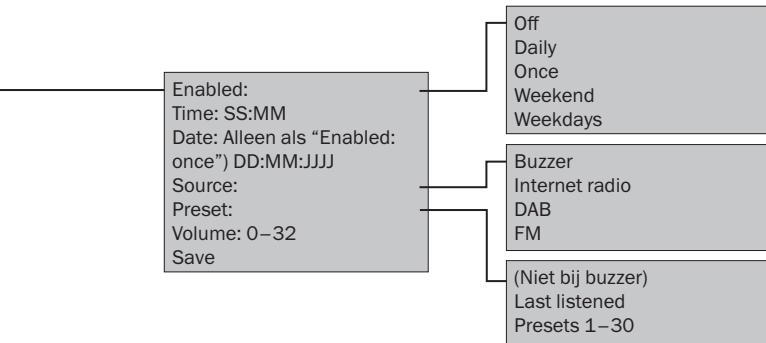 Enabled:
Time: SS:MM
Date: Alleen als “Enabled:
once”) DD:MM:JJJJ
Source:
Preset:
Volume: 0–32
Save
Off
Daily
Once
Weekend
Weekdays
Buzzer
Internet radio
DAB
FM
(Niet bij buzzer)
Last listened
Presets 1–30